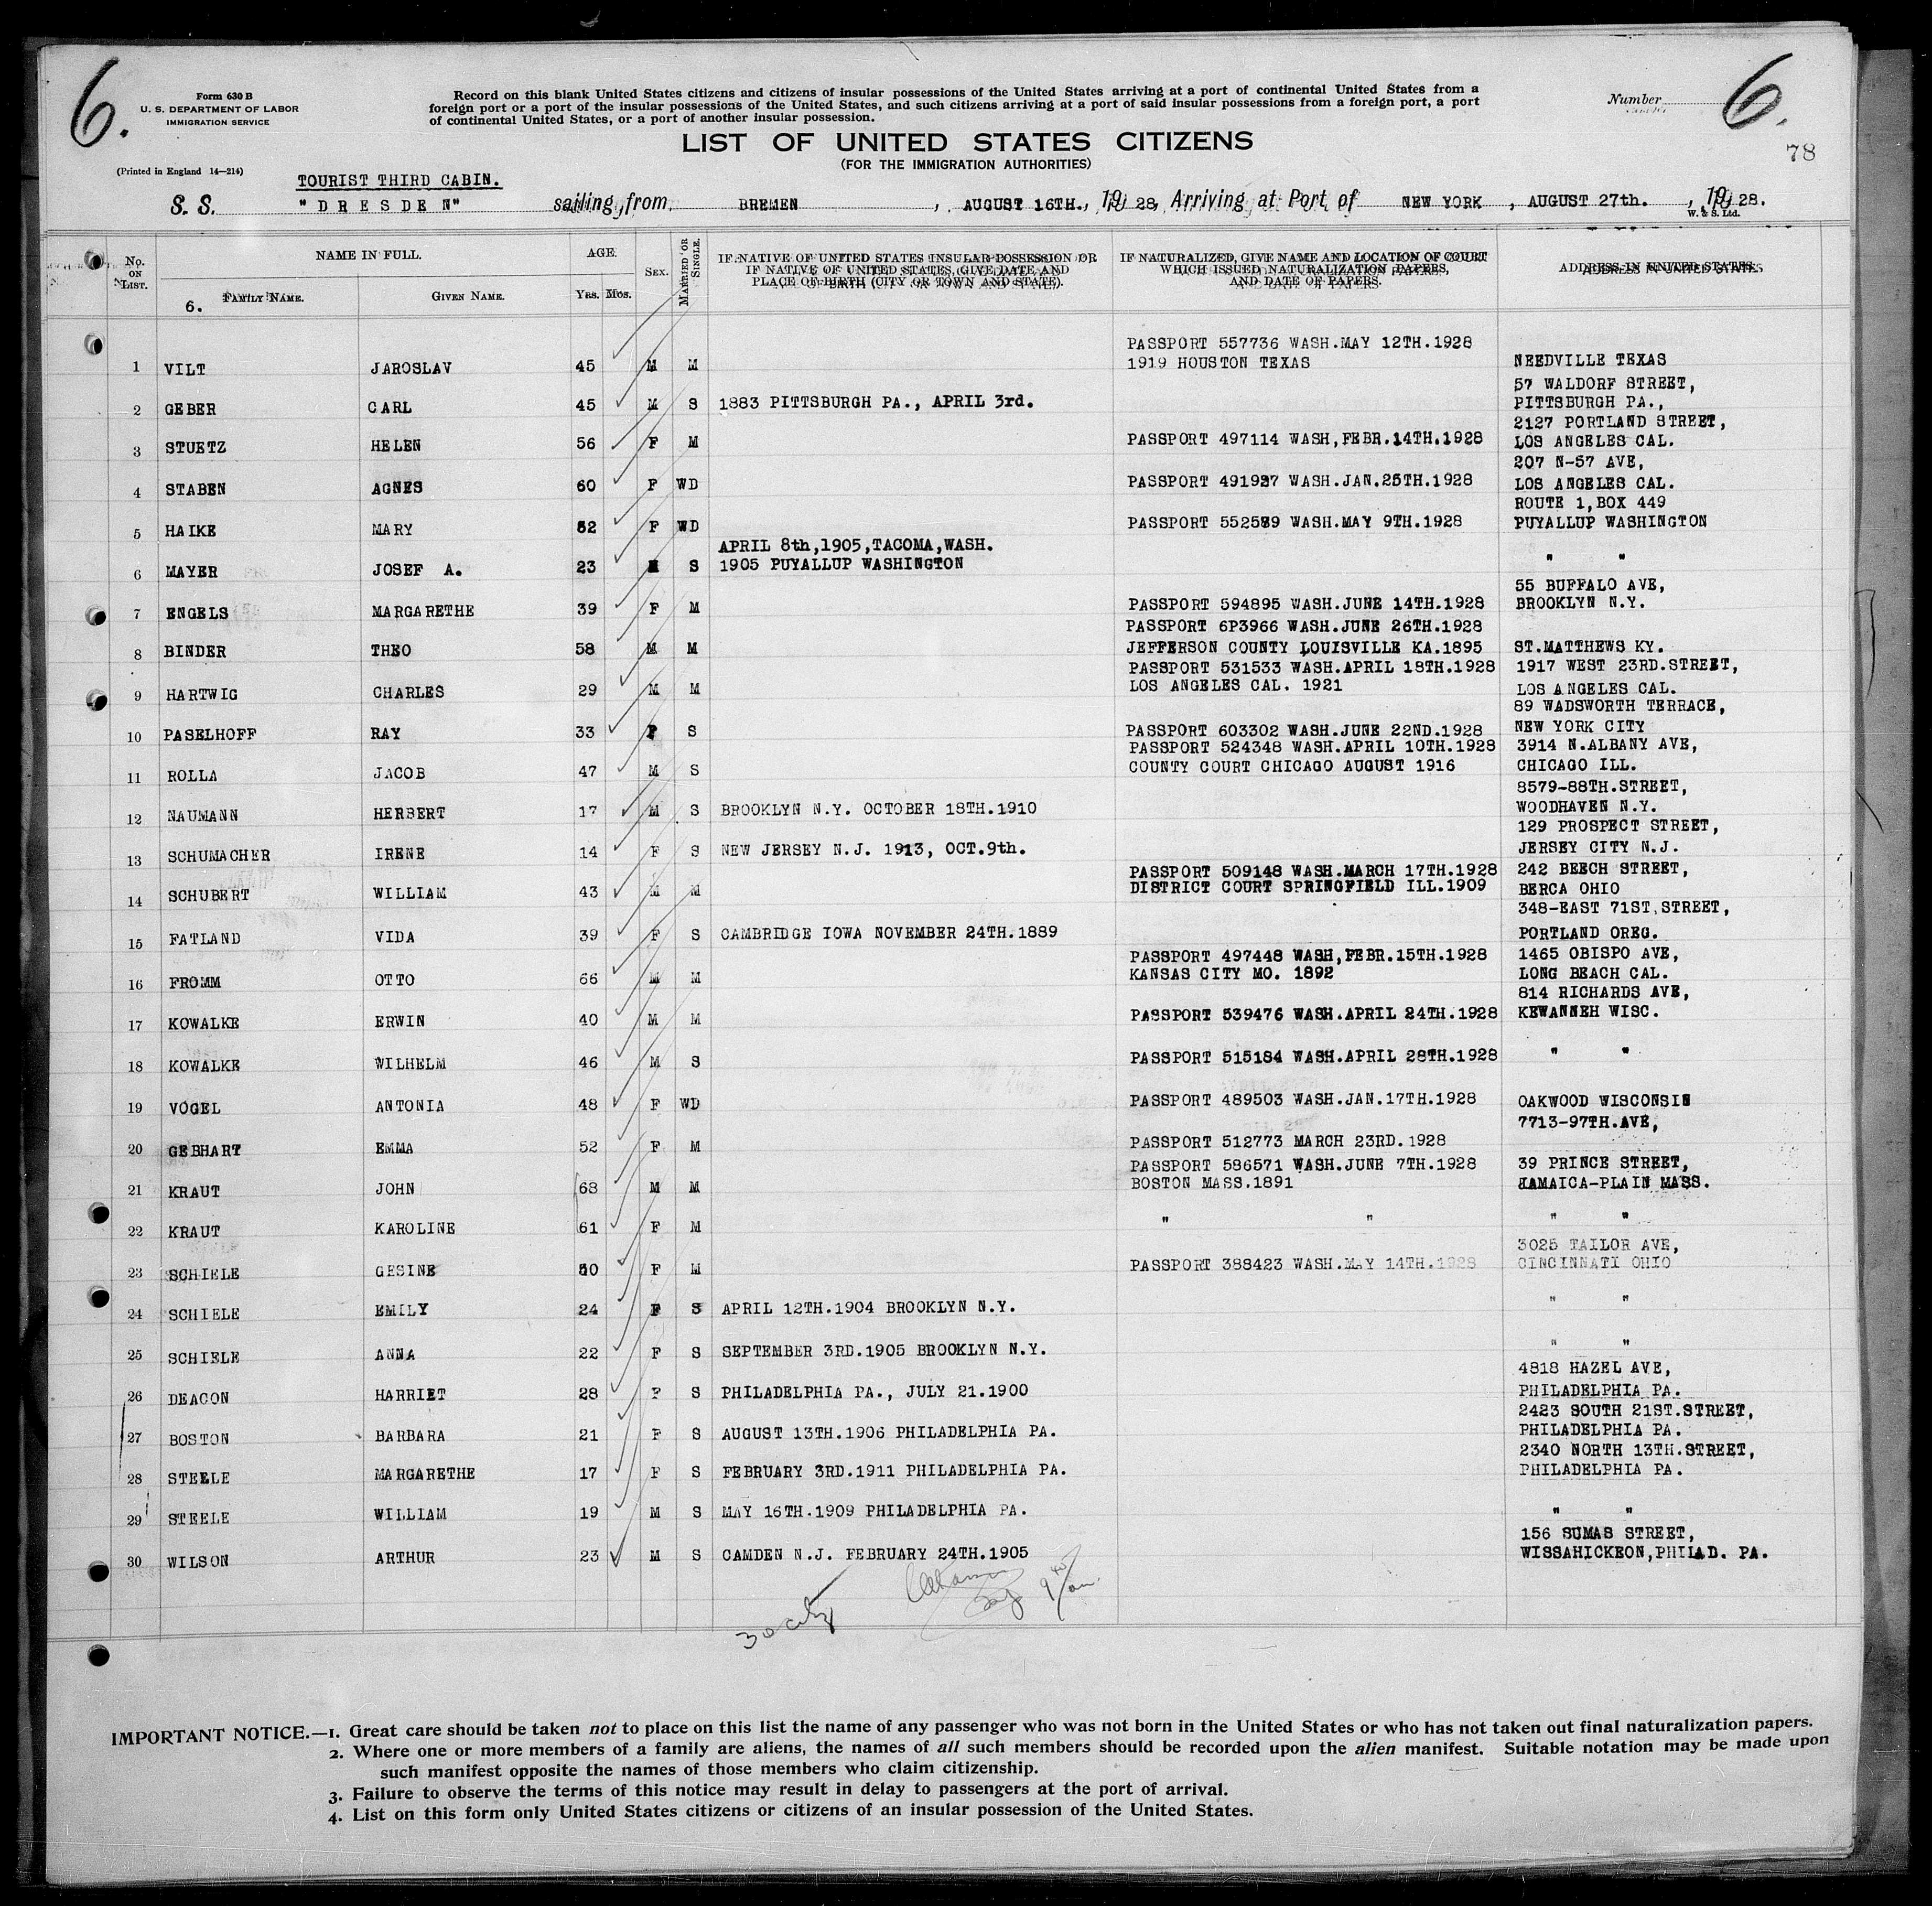 6.
Form 630 B
U. S. DEPARTMENT OF LABOR
IMMIGRATION SERVICE
(Printed in England 14—214)
Record on this blank United States citizens and citizens of insular possessions of the United States arriving at a port of continental United States from a
foreign port or a port of the insular possessions of the United States, and such citizens arriving at a port of said insular possessions from a foreign port, a port
of continental United States, or a port of another insular possession.
Number 6.
78
LIST OF UNITED STATES CITIZENS
(FOR THE IMMIGRATION AUTHORITIES)
TOURIST THIRD CABIN.
S. S. "DRESDEN" sailing from BREMEN, AUGUST 16TH., 19 28, Arriving at Port of NEW YORK, AUGUST 27th., 19 28.
W. & S. Ltd.
No. ON LIST. NAME IN FULL. AGE. SEX. MARRIED OR SINGLE. IF NATIVE OF UNITED STATES INSULAR POSSESSION OR IF NATIVE OF UNITED STATES, GIVE DATE AND PLACE OF BIRTH (CITY OR TOWN AND STATE). IF NATURALIZED, GIVE NAME AND LOCATION OF COURT WHICH ISSUED NATURALIZATION PAPERS, AND DATE OF PAPERS. ADDRESS IN UNITED STATES.
6. FAMILY NAME. GIVEN NAME. YRS. MOS.
PASSPORT 557736 WASH.MAY 12TH.1928
1 VILT JAROSLAV 45 M M 1919 HOUSTON TEXAS NEEDVILLE TEXAS
57 WALDORF STREET,
2 GEBER CARL 45 M S 1883 PITTSBURGH PA., APRIL 3rd. PITTSBURGH PA.,
2127 PORTLAND STREET,
3 STUETZ HELEN 56 F M PASSPORT 497114 WASH,FEBR.14TH.1928 LOS ANGELES CAL.
207 N-57 AVE,
4 STABEN AGNES 60 F WD PASSPORT 491937 WASH.JAN.25TH.1928 LOS ANGELES CAL.
ROUTE 1,BOX 449
5 HAIKE MARY 52 F WD PASSPORT 552589 WASH.MAY 9TH.1928 PUYALLUP WASHINGTON
APRIL 8th,1905,TACOMA,WASH.
6 MAYER JOSEF A. 23 M S 1905 PUYALLUP WASHINGTON " "
55 BUFFALO AVE,
7 ENGELS MARGARETHE 39 F M PASSPORT 594895 WASH.JUNE 14TH.1928 BROOKLYN N.Y.
PASSPORT 6P3966 WASH.JUNE 26TH.1928
8 BINDER THEO 58 M M JEFFERSON COUNTY LOUISVILLE KA.1895 ST.MATTHEWS KY.
PASSPORT 531533 WASH.APRIL 18TH.1928 1917 WEST 23RD.STREET,
9 HARTWIG CHARLES 29 M M LOS ANGELES CAL. 1921 LOS ANGELES CAL.
89 WADSWORTH TERRACE,
10 PASELHOFF RAY 33 F S PASSPORT 603302 WASH.JUNE 22ND.1928 NEW YORK CITY
PASSPORT 524348 WASH.APRIL 10TH.1928 3914 N.ALBANY AVE,
11 ROLLA JACOB 47 M S COUNTY COURT CHICAGO AUGUST 1916 CHICAGO ILL.
8579-88TH.STREET,
12 NAUMANN HERBERT 17 M S BROOKLYN N.Y. OCTOBER 18TH.1910 WOODHAVEN N.Y.
129 PROSPECT STREET,
13 SCHUMACHER IRENE 14 F S NEW JERSEY N.J. 1913, OCT.9th. JERSEY CITY N.J.
PASSPORT 509148 WASH.MARCH 17TH.1928 242 BEECH STREET,
14 SCHUBERT WILLIAM 43 M M DISTRICT COURT SPRINGFIELD ILL.1909 BERCA OHIO
348-EAST 71ST.STREET,
15 FATLAND VIDA 39 F S CAMBRIDGE IOWA NOVEMBER 24TH.1889 PORTLAND OREG.
PASSPORT 497448 WASH,FEBR.15TH.1928 1465 OBISPO AVE,
16 FROMM OTTO 66 M M KANSAS CITY MO. 1892 LONG BEACH CAL.
814 RICHARDS AVE,
17 KOWALKE ERWIN 40 M M PASSPORT 539476 WASH.APRIL 24TH.1928 KEWANNEH WISC.
18 KOWALKE WILHELM 46 M S PASSPORT 515184 WASH.APRIL 28TH.1928 " "
19 VOGEL ANTONIA 48 F WD PASSPORT 489503 WASH.JAN.17TH.1928 OAKWOOD WISCONSIN
7713-97TH.AVE,
20 GEBHART EMMA 52 F M PASSPORT 512773 MARCH 23RD.1928
PASSPORT 586571 WASH.JUNE 7TH.1928 39 PRINCE STREET,
21 KRAUT JOHN 63 M M BOSTON MASS.1891 JAMAICA-PLAIN MASS.
22 KRAUT KAROLINE 61 F M " " " "
3025 TAILOR AVE,
23 SCHIELE GESINE 50 F M PASSPORT 388423 WASH.MAY 14TH.1928 CINCINNATI OHIO
24 SCHIELE EMILY 24 F S APRIL 12TH.1904 BROOKLYN N.Y. " "
25 SCHIELE ANNA 22 F S SEPTEMBER 3RD.1905 BROOKLYN N.Y. " "
4818 HAZEL AVE,
26 DEACON HARRIET 28 F S PHILADELPHIA PA., JULY 21.1900 PHILADELPHIA PA.
2423 SOUTH 21ST.STREET,
27 BOSTON BARBARA 21 F S AUGUST 13TH.1906 PHILADELPHIA PA. PHILADELPHIA PA.
2340 NORTH 13TH.STREET,
28 STEELE MARGARETHE 17 F S FEBRUARY 3RD.1911 PHILADELPHIA PA. PHILADELPHIA PA.
29 STEELE WILLIAM 19 M S MAY 16TH.1909 PHILADELPHIA PA. " "
156 SUMAS STREET,
30 WILSON ARTHUR 23 M S CAMDEN N.J. FEBRUARY 24TH.1905 WISSAHICKEON,PHILAD. PA.
30
IMPORTANT NOTICE.—1. Great care should be taken not to place on this list the name of any passenger who was not born in the United States or who has not taken out final naturalization papers.
2. Where one or more members of a family are aliens, the names of all such members should be recorded upon the alien manifest. Suitable notation may be made upon
such manifest opposite the names of those members who claim citizenship.
3. Failure to observe the terms of this notice may result in delay to passengers at the port of arrival.
4. List on this form only United States citizens or citizens of an insular possession of the United States.